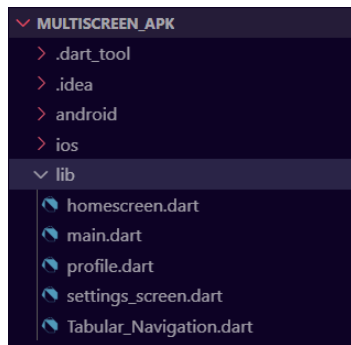 MULTISCREEN_APK
.dart_tool
.idea
android
ios
lib
homescreen.dart
main.dart
profile.dart
settings_screen.dart
Tabular_Navigation.dart